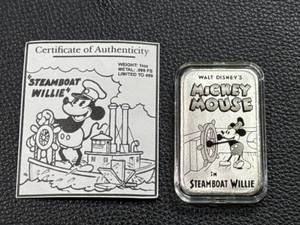 Certificate of Authenticity
WEIGHT: 1oz
METAL: .999 FS
LIMITED TO 499
"STEAMBOAT
WILLIE"
WALT DISNEY'S
MICKEY
MOUSE
IN
STEAMBOAT WILLIE